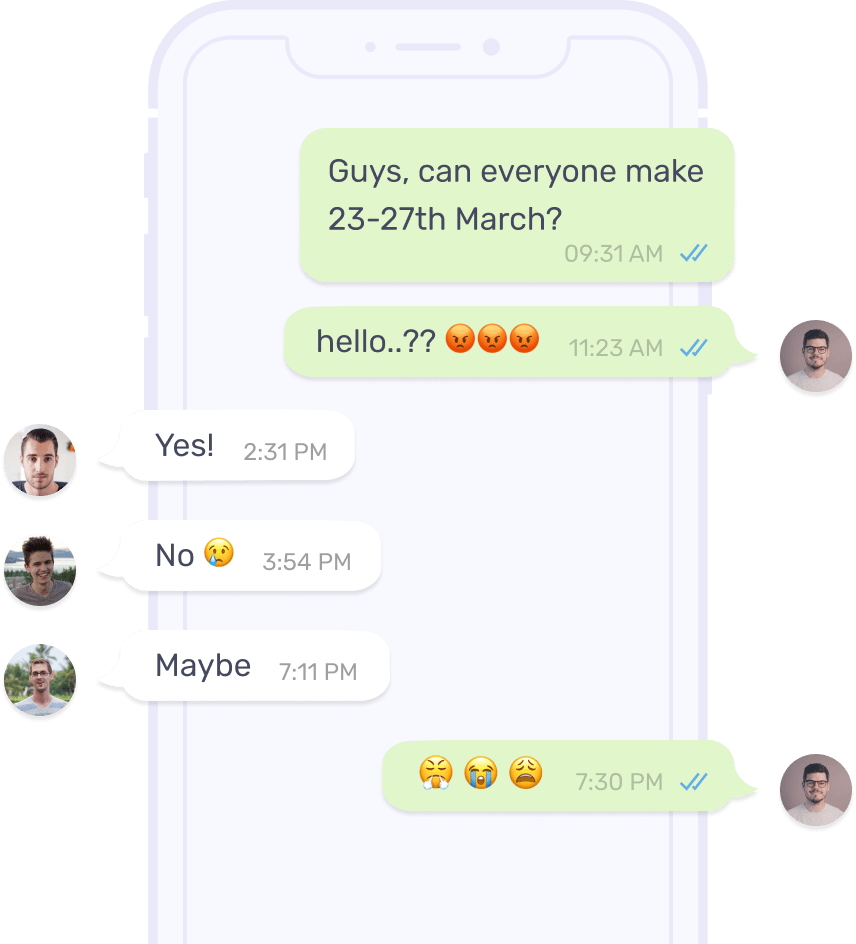 Guys, can everyone make
23-27th March?
09:31 AM
hello..?? 😡😡😡 11:23 AM
Yes! 2:31 PM
No 😢 3:54 PM
Maybe 7:11 PM
😤 😭 😩 7:30 PM